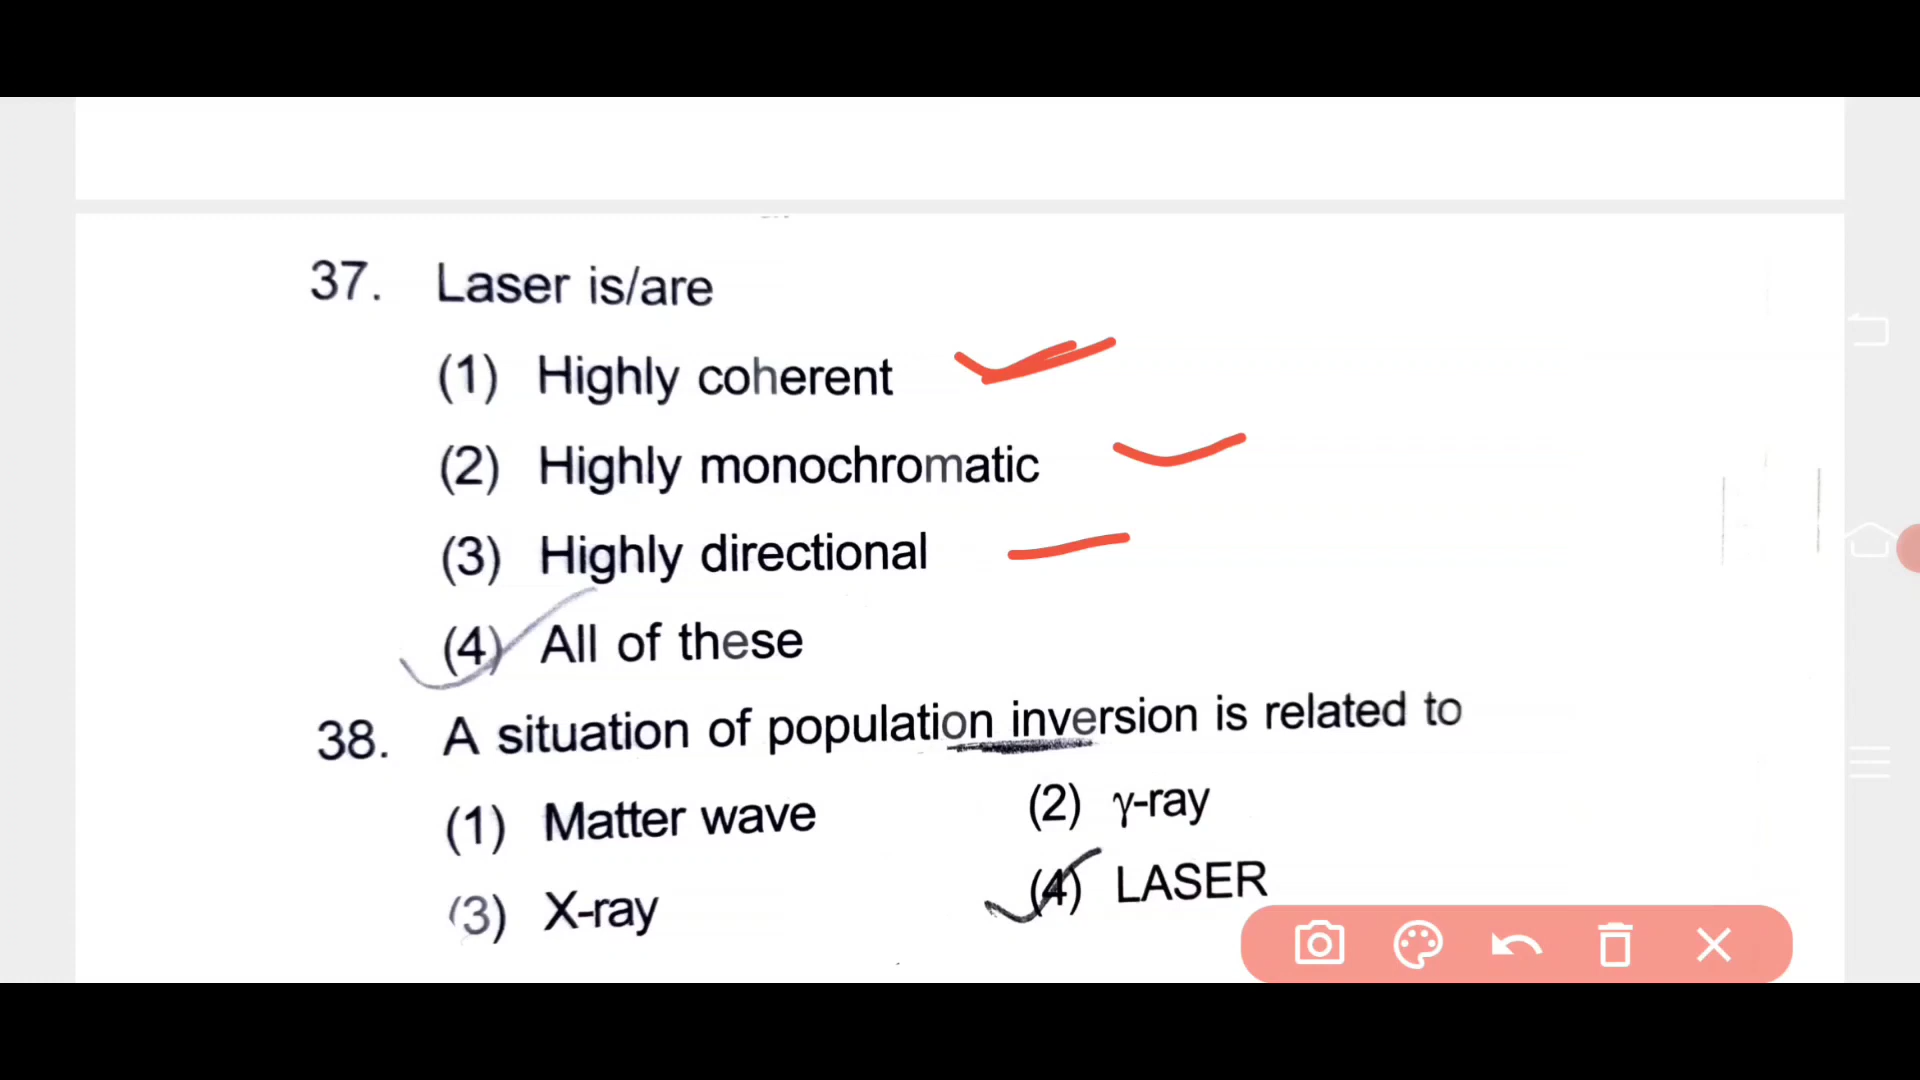 37. Laser is/are
(1) Highly coherent
(2) Highly monochromatic
(3) Highly directional
(4) All of these
38. A situation of population inversion is related to
(1) Matter wave (2) γ-ray
(3) X-ray (4) LASER